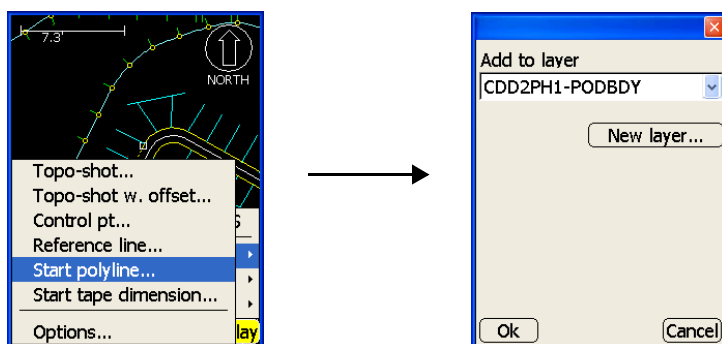 7.3'
NORTH
Topo-shot...
Topo-shot w. offset...
Control pt...
Reference line...
Start polyline...
Start tape dimension...
Options...
lay
Add to layer
CDD2PH1-PODBDY
New layer...
Ok
Cancel